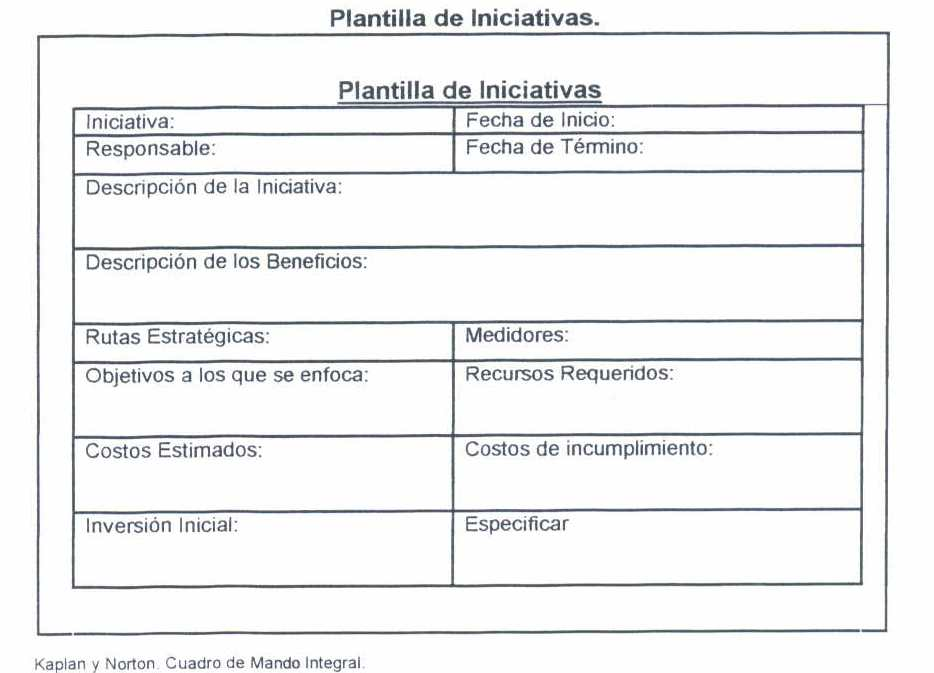 Plantilla de Iniciativas.
Plantilla de Iniciativas
Iniciativa: Fecha de Inicio:
Responsable: Fecha de Término:
Descripción de la Iniciativa:
Descripción de los Beneficios:
Rutas Estratégicas: Medidores:
Objetivos a los que se enfoca: Recursos Requeridos:
Costos Estimados: Costos de incumplimiento:
Inversión Inicial: Especificar
Kaplan y Norton. Cuadro de Mando Integral.